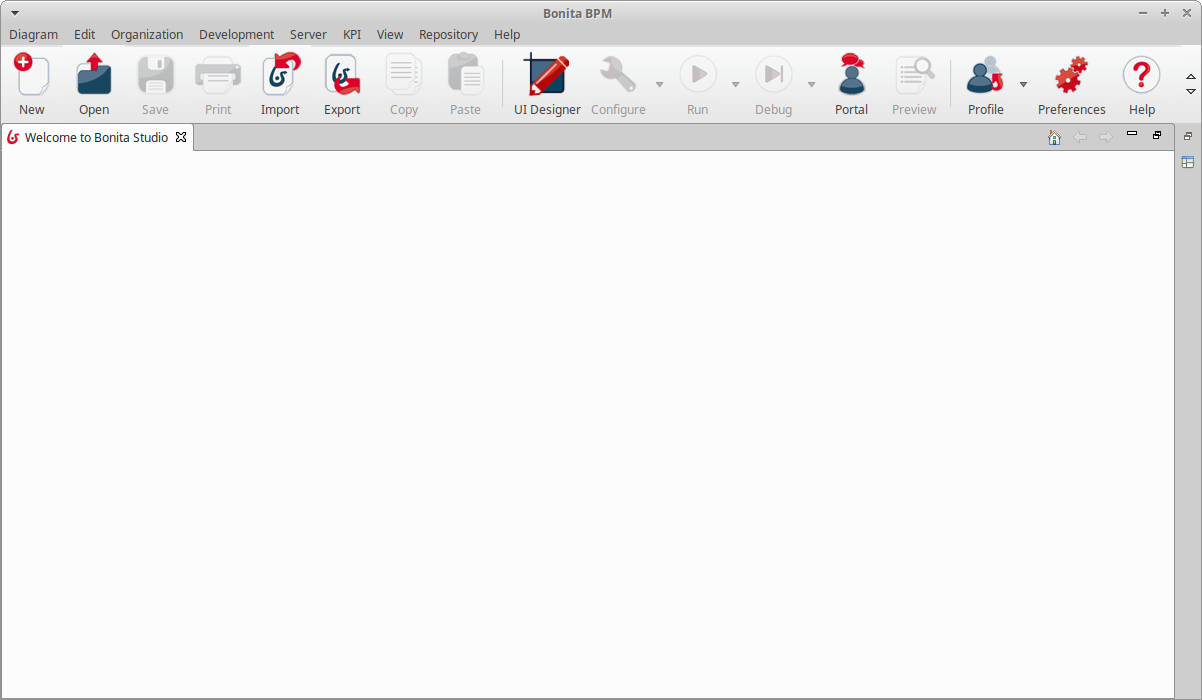 Bonita BPM
Diagram Edit Organization Development Server KPI View Repository Help
New Open Save Print Import Export Copy Paste UI Designer Configure Run Debug Portal Preview Profile Preferences Help
Welcome to Bonita Studio